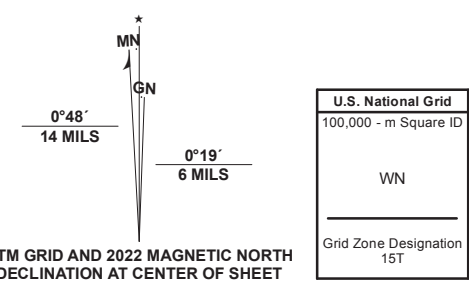 ★
MN
GN
0°48´
14 MILS
0°19´
6 MILS
TM GRID AND 2022 MAGNETIC NORTH
DECLINATION AT CENTER OF SHEET
U.S. National Grid
100,000 - m Square ID
WN
Grid Zone Designation
15T